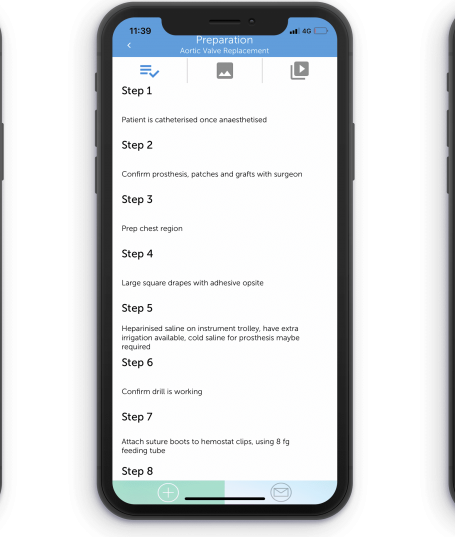 11:39
4G
Preparation
Aortic Valve Replacement
Step 1
Patient is catheterised once anaesthetised
Step 2
Confirm prosthesis, patches and grafts with surgeon
Step 3
Prep chest region
Step 4
Large square drapes with adhesive opsite
Step 5
Heparinised saline on instrument trolley, have extra
irrigation available, cold saline for prosthesis maybe
required
Step 6
Confirm drill is working
Step 7
Attach suture boots to hemostat clips, using 8 fg
feeding tube
Step 8